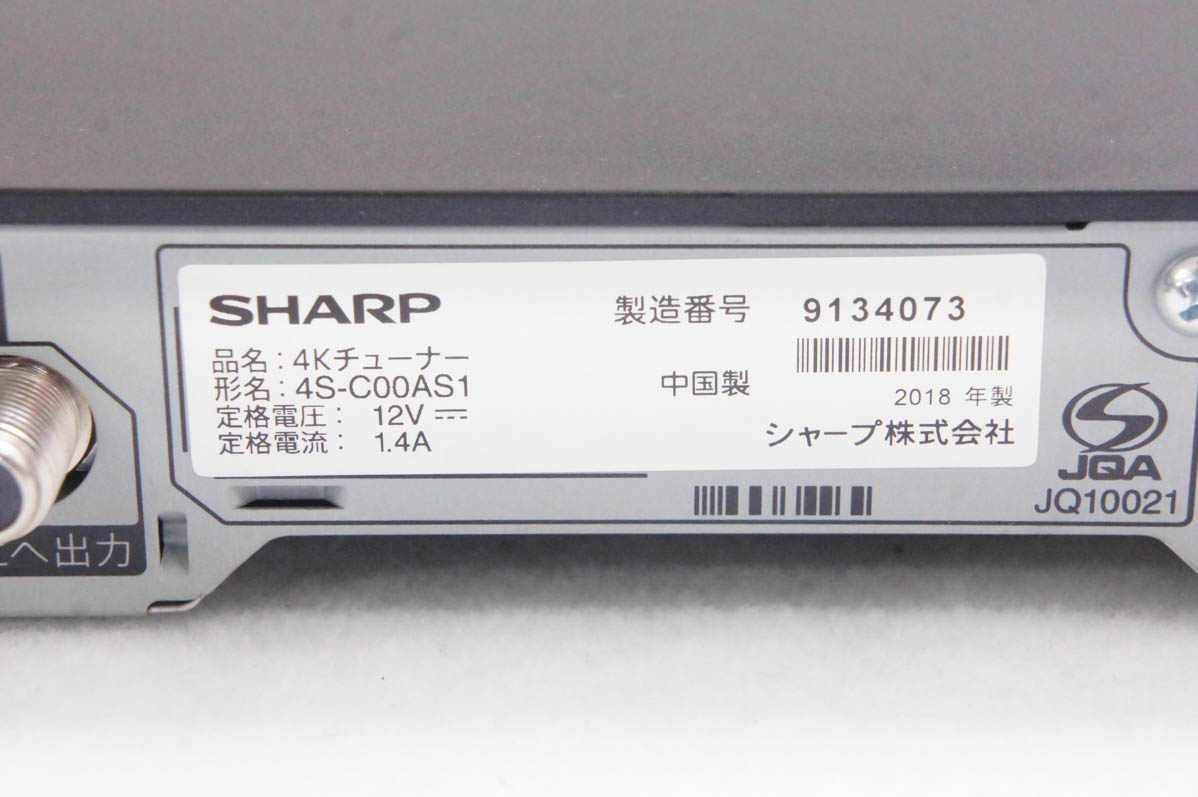 SHARP
品名：4Kチューナー
形名：4S-C00AS1
定格電圧： 12V ⎓
定格電流： 1.4A
製造番号 9134073
中国製
2018 年製
シャープ株式会社
JQA
JQ10021
へ出力